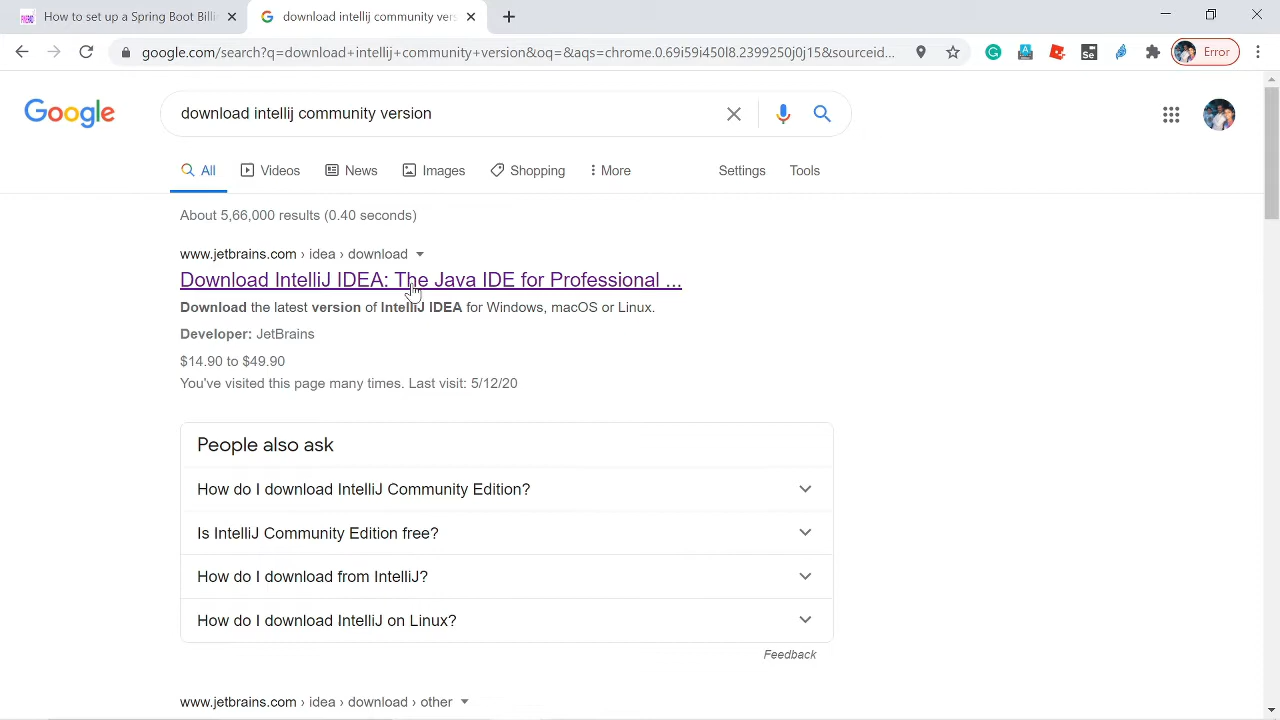 How to set up a Spring Boot Billi
download intellij community vers
google.com/search?q=download+intellij+community+version&oq=&aqs=chrome.0.69i59i450l8.2399250j0j15&sourceid...
Error
Google
download intellij community version
All
Videos
News
Images
Shopping
More
Settings
Tools
About 5,66,000 results (0.40 seconds)
www.jetbrains.com › idea › download
Download IntelliJ IDEA: The Java IDE for Professional ...
Download the latest version of IntelliJ IDEA for Windows, macOS or Linux.
Developer: JetBrains
$14.90 to $49.90
You've visited this page many times. Last visit: 5/12/20
People also ask
How do I download IntelliJ Community Edition?
Is IntelliJ Community Edition free?
How do I download from IntelliJ?
How do I download IntelliJ on Linux?
Feedback
www.jetbrains.com › idea › download › other